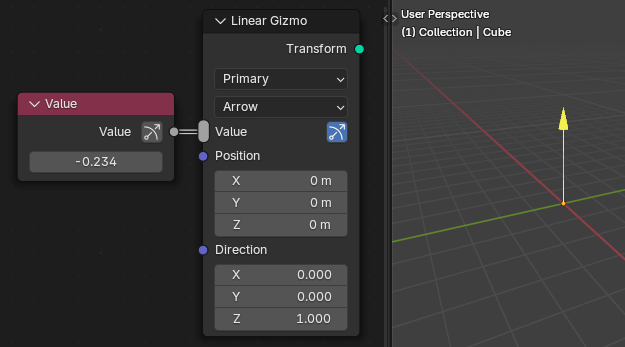 Value
Value
-0.234
Linear Gizmo
Transform
Primary
Arrow
Value
Position
X 0 m
Y 0 m
Z 0 m
Direction
X 0.000
Y 0.000
Z 1.000
User Perspective
(1) Collection | Cube